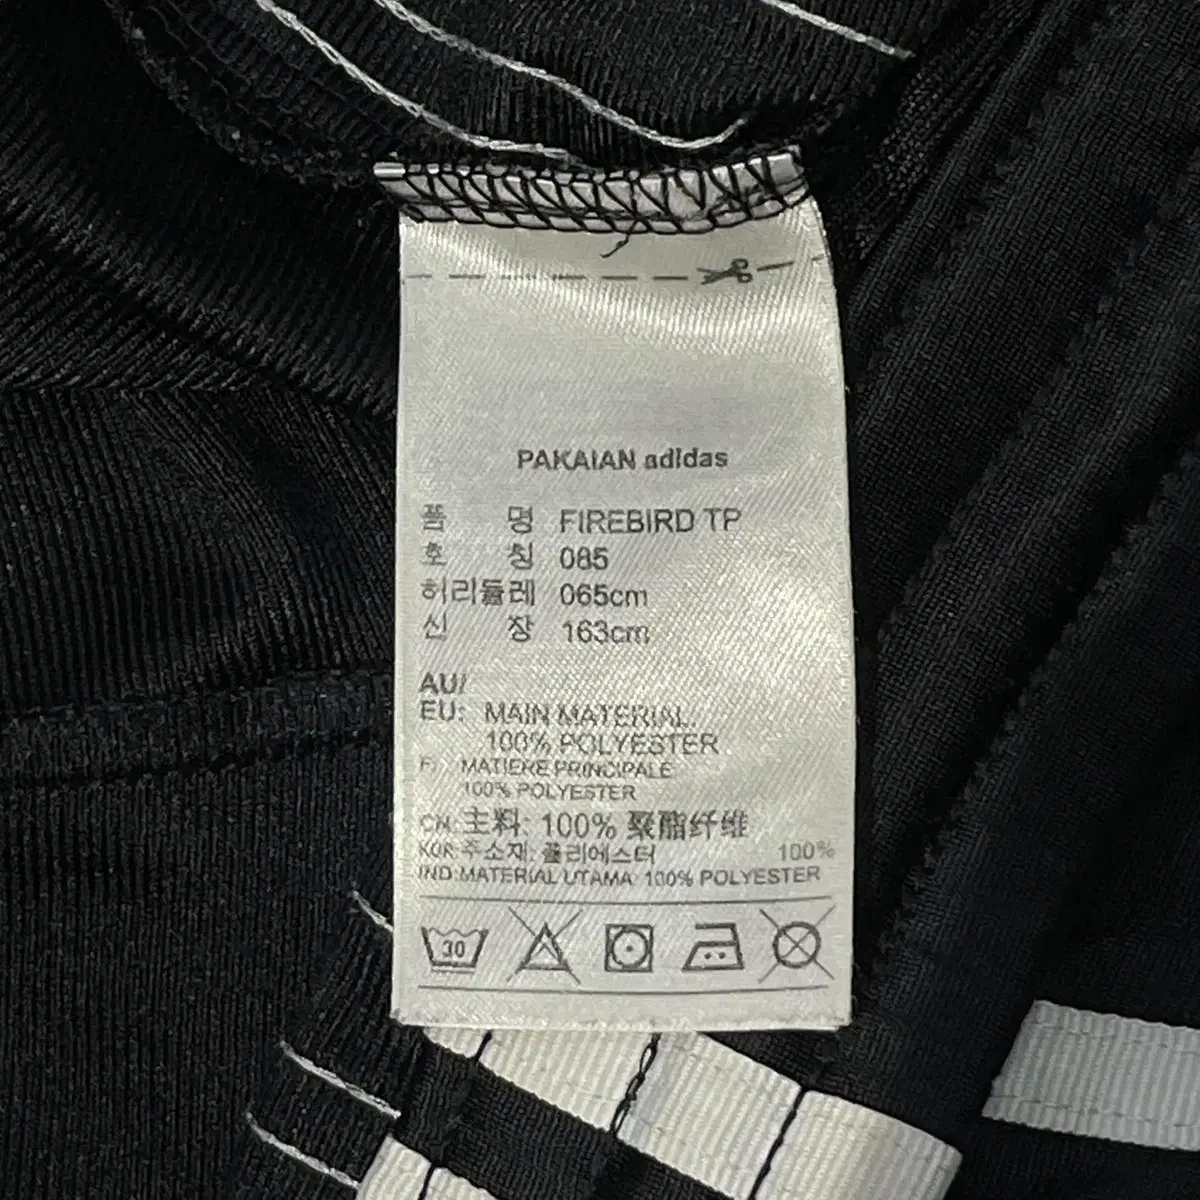 PAKAIAN adidas
품 명 FIREBIRD TP
호 칭 085
허리둘레 065cm
신 장 163cm
AU/
EU: MAIN MATERIAL.
100% POLYESTER
F: MATIERE PRINCIPALE
100% POLYESTER
CN: 主料: 100% 聚酯纤维
KOR: 주소재: 폴리에스터 100%
IND: MATERIAL UTAMA: 100% POLYESTER
30